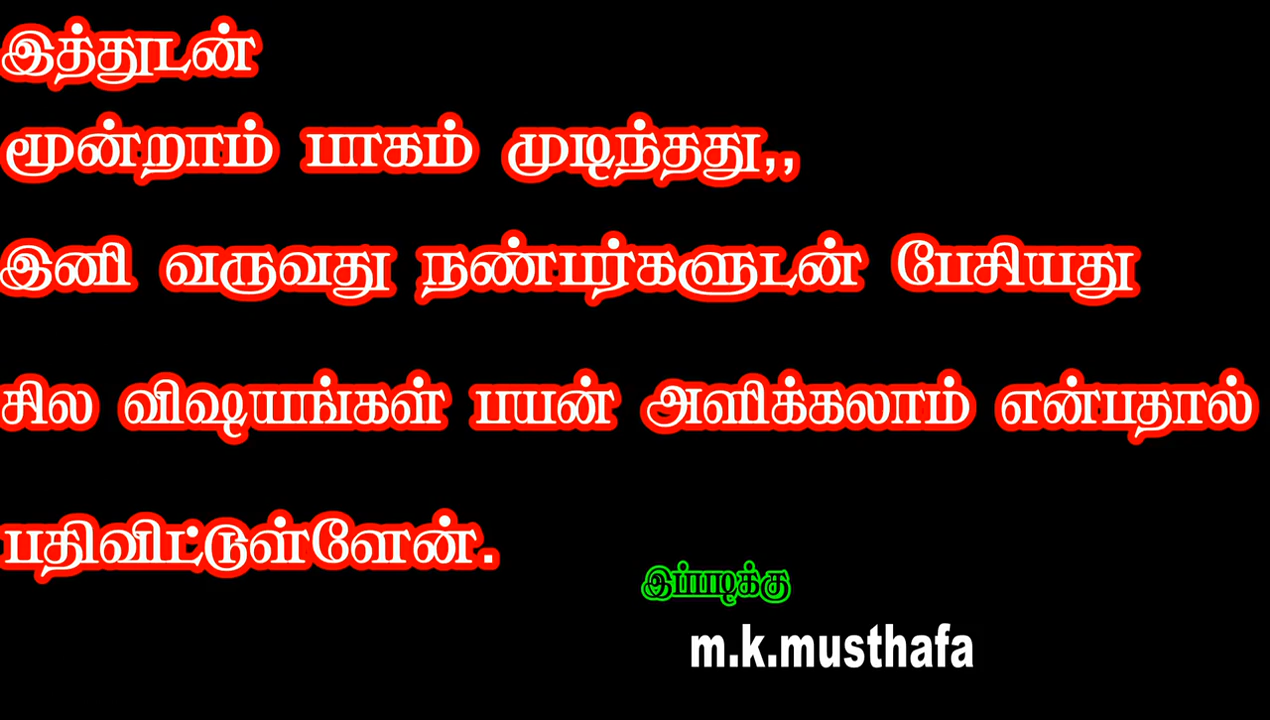 இத்துடன்
மூன்றாம் பாகம் முடிந்தது,,
இனி வருவது நண்பர்களுடன் பேசியது
சில விஷயங்கள் பயன் அளிக்கலாம் என்பதால்
பதிவிட்டுள்ளேன்.
இப்படிக்கு
m.k.musthafa